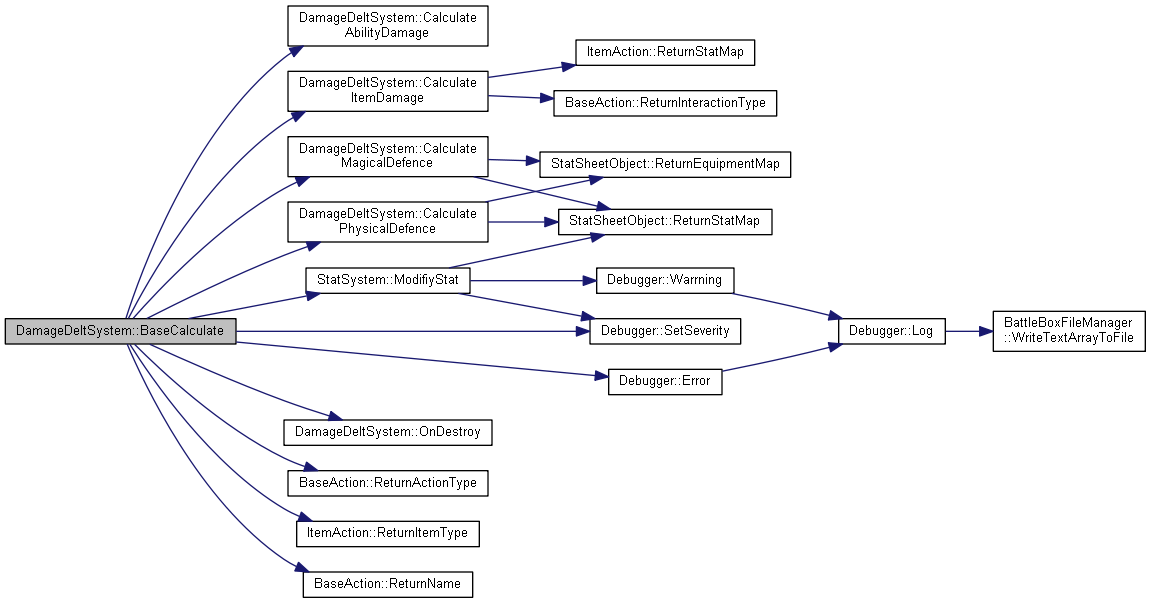 DamageDeltSystem::Calculate
AbilityDamage
ItemAction::ReturnStatMap
DamageDeltSystem::Calculate
ItemDamage
BaseAction::ReturnInteractionType
DamageDeltSystem::Calculate
MagicalDefence
StatSheetObject::ReturnEquipmentMap
DamageDeltSystem::Calculate
PhysicalDefence
StatSheetObject::ReturnStatMap
StatSystem::ModifiyStat
Debugger::Warrning
DamageDeltSystem::BaseCalculate
Debugger::SetSeverity
Debugger::Log
BattleBoxFileManager
::WriteTextArrayToFile
Debugger::Error
DamageDeltSystem::OnDestroy
BaseAction::ReturnActionType
ItemAction::ReturnItemType
BaseAction::ReturnName